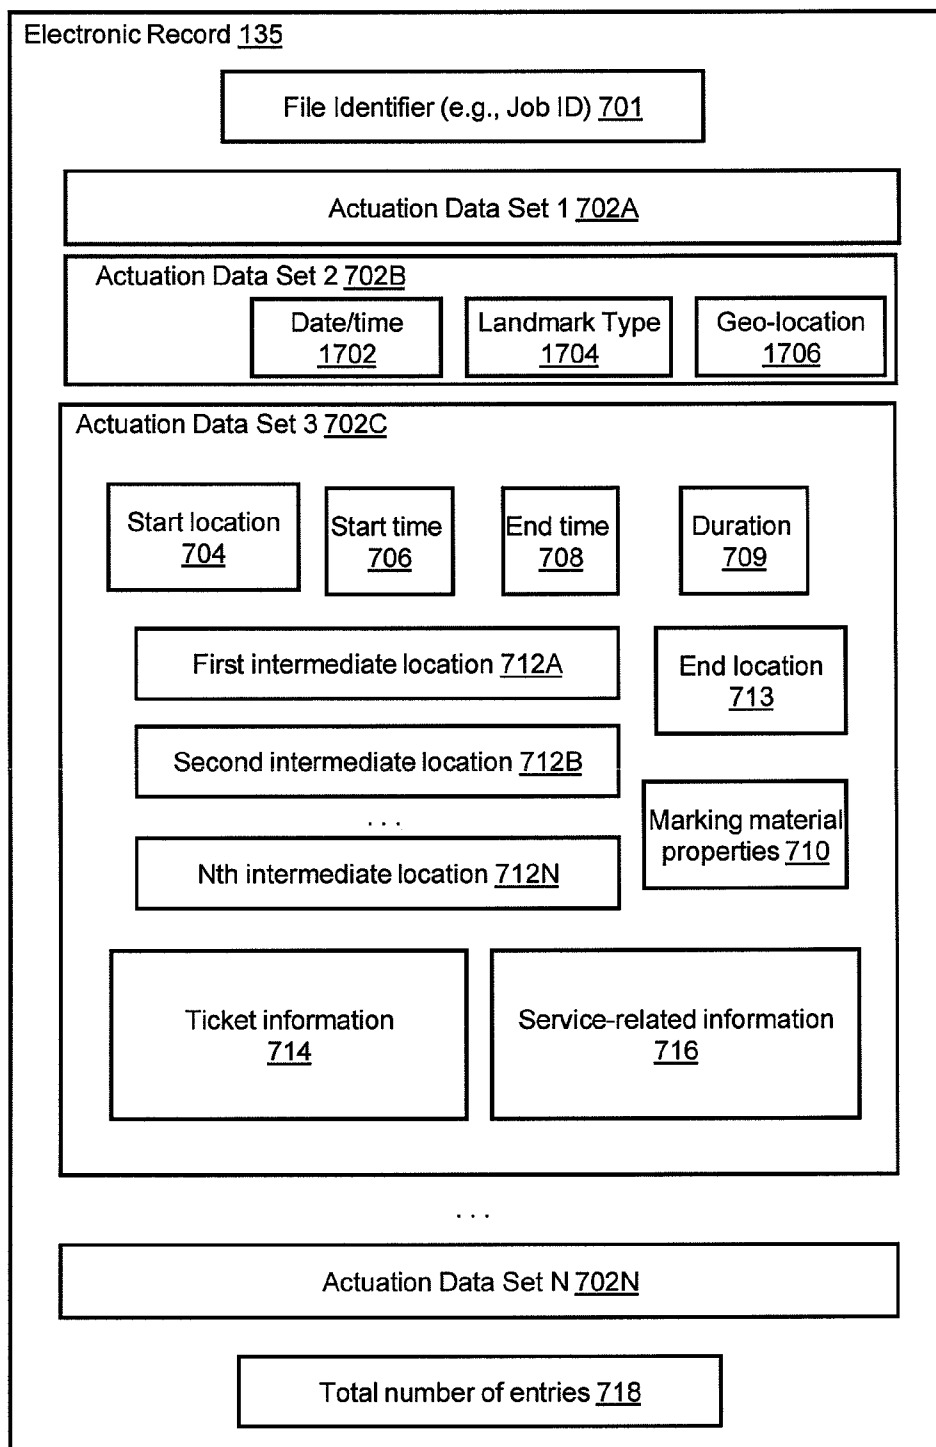 Electronic Record 135
File Identifier (e.g., Job ID) 701
Actuation Data Set 1 702A
Actuation Data Set 2 702B
Date/time
1702
Landmark Type
1704
Geo-location
1706
Actuation Data Set 3 702C
Start location
704
Start time
706
End time
708
Duration
709
First intermediate location 712A
End location
713
Second intermediate location 712B
. . .
Marking material
properties 710
Nth intermediate location 712N
Ticket information
714
Service-related information
716
. . .
Actuation Data Set N 702N
Total number of entries 718